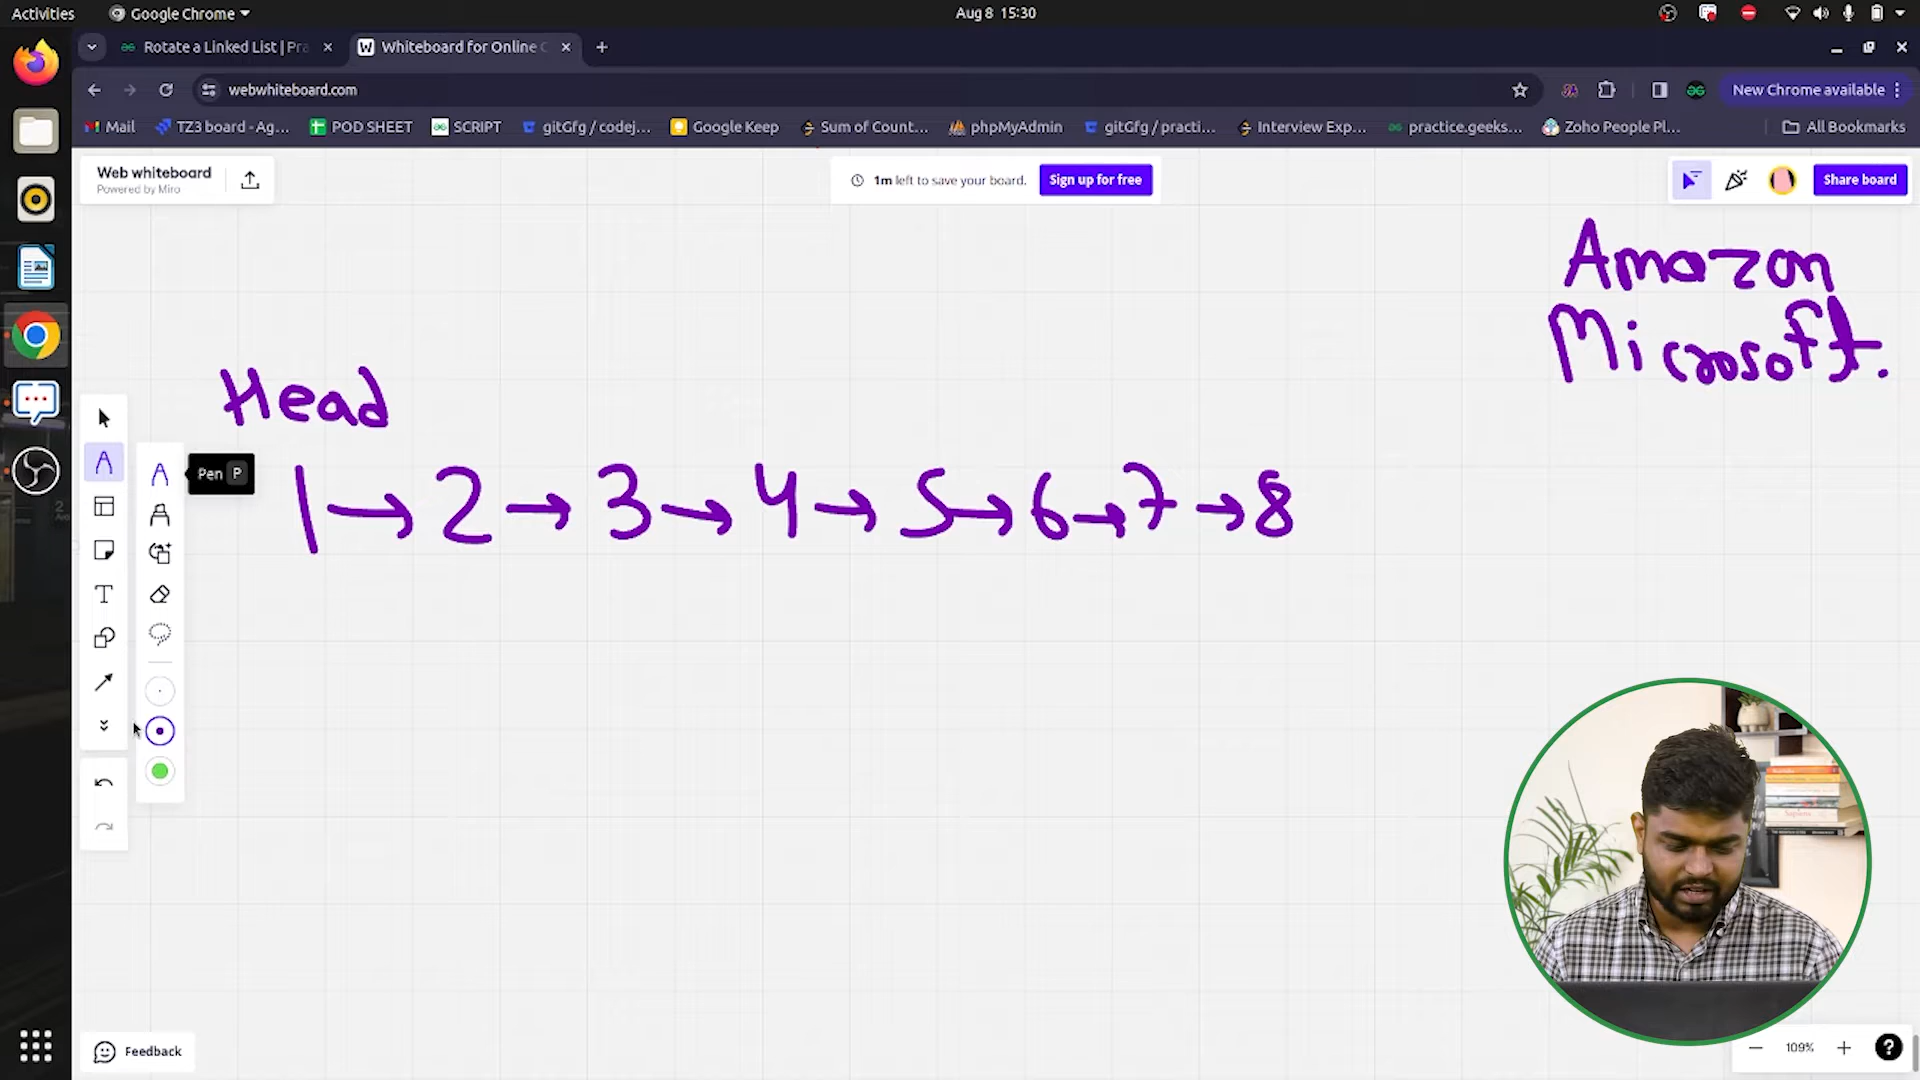 Activities
Google Chrome
Aug 8 15:30
Rotate a Linked List | Pra
Whiteboard for Online C
webwhiteboard.com
New Chrome available
Mail
TZ3 board - Ag...
POD SHEET
SCRIPT
gitGfg / codej...
Google Keep
Sum of Count...
phpMyAdmin
gitGfg / practi...
Interview Exp...
practice.geeks...
Zoho People Pl...
All Bookmarks
Web whiteboard
Powered by Miro
1m left to save your board.
Sign up for free
Share board
Amazon
Microsoft.
Head
Pen P
1 → 2 → 3 → 4 → 5 → 6 → 7 → 8
Feedback
109%